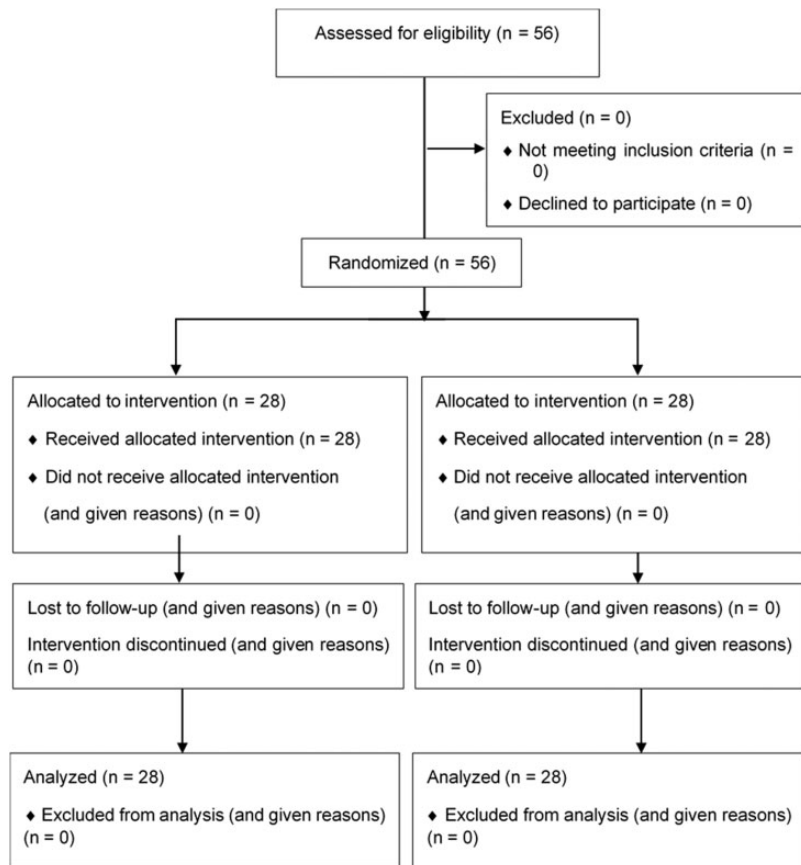 Assessed for eligibility (n = 56)
Excluded (n = 0)
♦ Not meeting inclusion criteria (n =
0)
♦ Declined to participate (n = 0)
Randomized (n = 56)
Allocated to intervention (n = 28)
♦ Received allocated intervention (n = 28)
♦ Did not receive allocated intervention
(and given reasons) (n = 0)
Allocated to intervention (n = 28)
♦ Received allocated intervention (n = 28)
♦ Did not receive allocated intervention
(and given reasons) (n = 0)
Lost to follow-up (and given reasons) (n = 0)
Intervention discontinued (and given reasons)
(n = 0)
Lost to follow-up (and given reasons) (n = 0)
Intervention discontinued (and given reasons)
(n = 0)
Analyzed (n = 28)
♦ Excluded from analysis (and given reasons)
(n = 0)
Analyzed (n = 28)
♦ Excluded from analysis (and given reasons)
(n = 0)